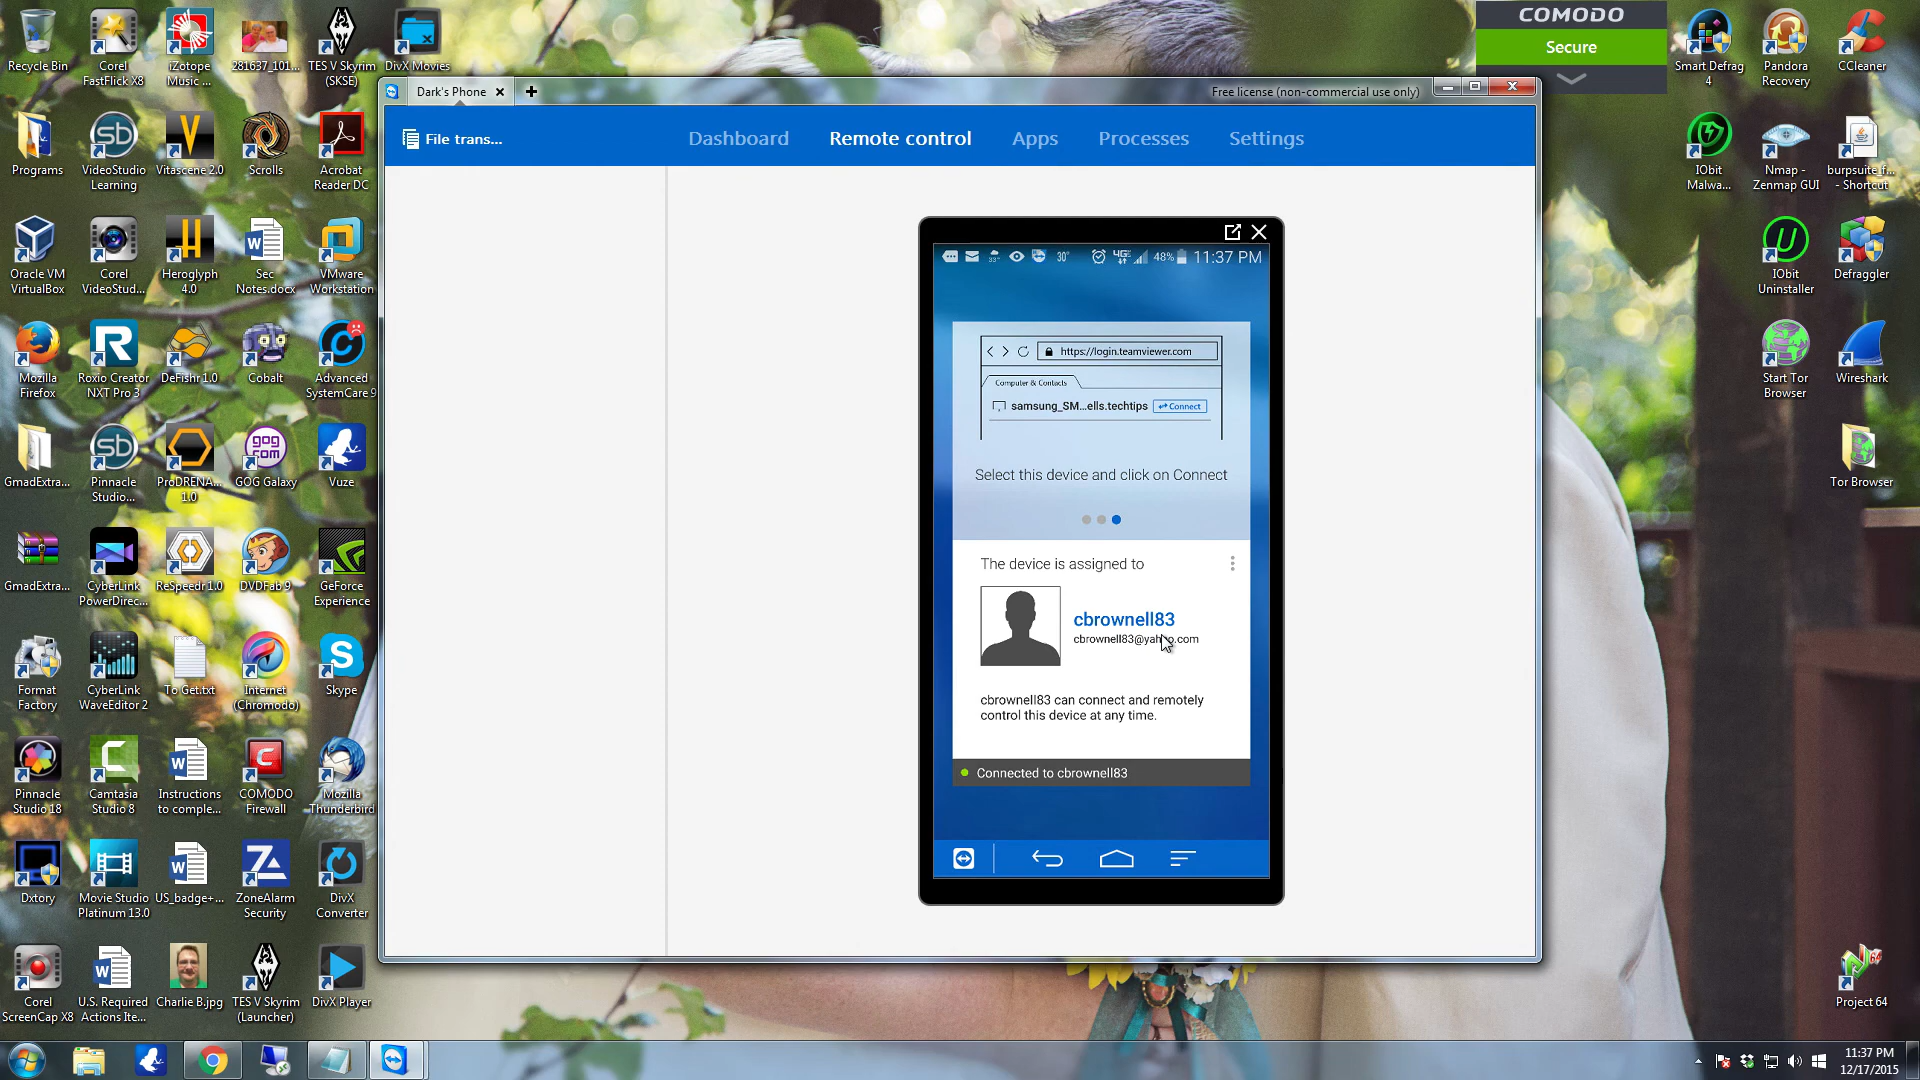 Recycle Bin
Corel
FastFlick X8
iZotope
Music ...
281637_101...
TES V Skyrim
(SKSE)
DivX Movies
COMODO
Secure
Smart Defrag
4
Pandora
Recovery
CCleaner
Dark's Phone
Free license (non-commercial use only)
File trans...
Dashboard
Remote control
Apps
Processes
Settings
Programs
VideoStudio
Learning
Vitascene 2.0
Scrolls
Acrobat
Reader DC
IObit
Malwa...
Nmap -
Zenmap GUI
burpsuite_f...
- Shortcut
Oracle VM
VirtualBox
Corel
VideoStud...
Heroglyph
4.0
Sec
Notes.docx
VMware
Workstation
IObit
Uninstaller
Defraggler
33°
30°
4G
48%
11:37 PM
https://login.teamviewer.com
Computer & Contacts
samsung_SM...ells.techtips
Connect
Select this device and click on Connect
The device is assigned to
cbrownell83
cbrownell83@yahoo.com
cbrownell83 can connect and remotely
control this device at any time.
Connected to cbrownell83
Mozilla
Firefox
Roxio Creator
NXT Pro 3
DeFishr 1.0
Cobalt
Advanced
SystemCare 9
Start Tor
Browser
Wireshark
GmadExtra...
Pinnacle
Studio...
ProDRENA...
1.0
gog
com
GOG Galaxy
Vuze
Tor Browser
GmadExtra...
CyberLink
PowerDirec...
ReSpeedr 1.0
DVDFab 9
GeForce
Experience
Format
Factory
CyberLink
WaveEditor 2
To Get.txt
Internet
(Chromodo)
Skype
Pinnacle
Studio 18
Camtasia
Studio 8
Instructions
to comple...
COMODO
Firewall
Mozilla
Thunderbird
Dxtory
Movie Studio
Platinum 13.0
US_badge+...
ZoneAlarm
Security
DivX
Converter
Corel
ScreenCap X8
U.S. Required
Actions Ite...
Charlie B.jpg
TES V Skyrim
(Launcher)
DivX Player
64
Project 64
11:37 PM
12/17/2015